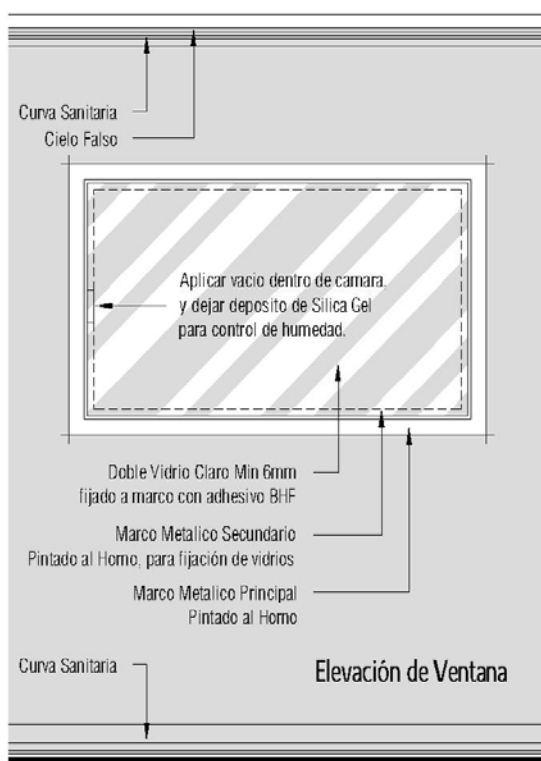 Curva Sanitaria
Cielo Falso
Aplicar vacio dentro de camara.
y dejar deposito de Silica Gel
para control de humedad.
Doble Vidrio Claro Min 6mm
fijado a marco con adhesivo BHF
Marco Metalico Secundario
Pintado al Horno, para fijación de vidrios
Marco Metalico Principal
Pintado al Horno
Curva Sanitaria
Elevación de Ventana